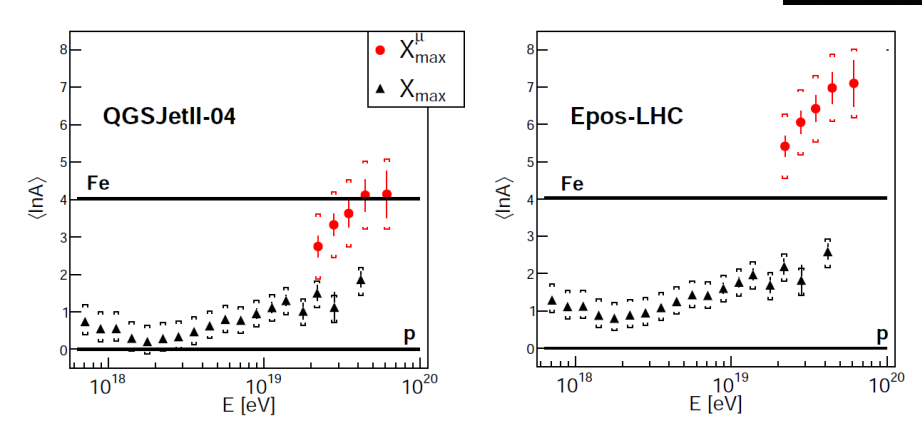 QGSJetII-04
X^μ_max
X_max
Fe
p
⟨lnA⟩
8
7
6
5
4
3
2
1
0
10^18
10^19
10^20
E [eV]
Epos-LHC
Fe
p
⟨lnA⟩
8
7
6
5
4
3
2
1
0
10^18
10^19
10^20
E [eV]